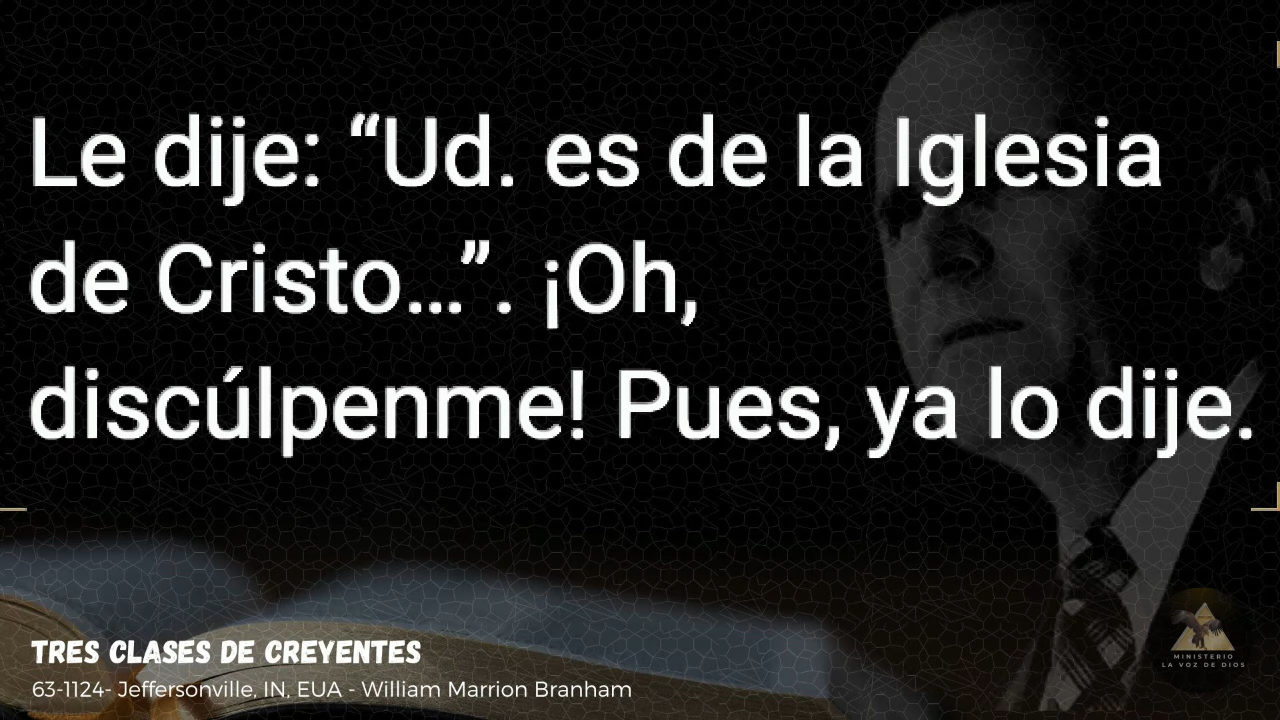 Le dije: “Ud. es de la Iglesia
de Cristo...”. ¡Oh,
discúlpenme! Pues, ya lo dije.
TRES CLASES DE CREYENTES
63-1124- Jeffersonville, IN, EUA - William Marrion Branham
MINISTERIO
LA VOZ DE DIOS